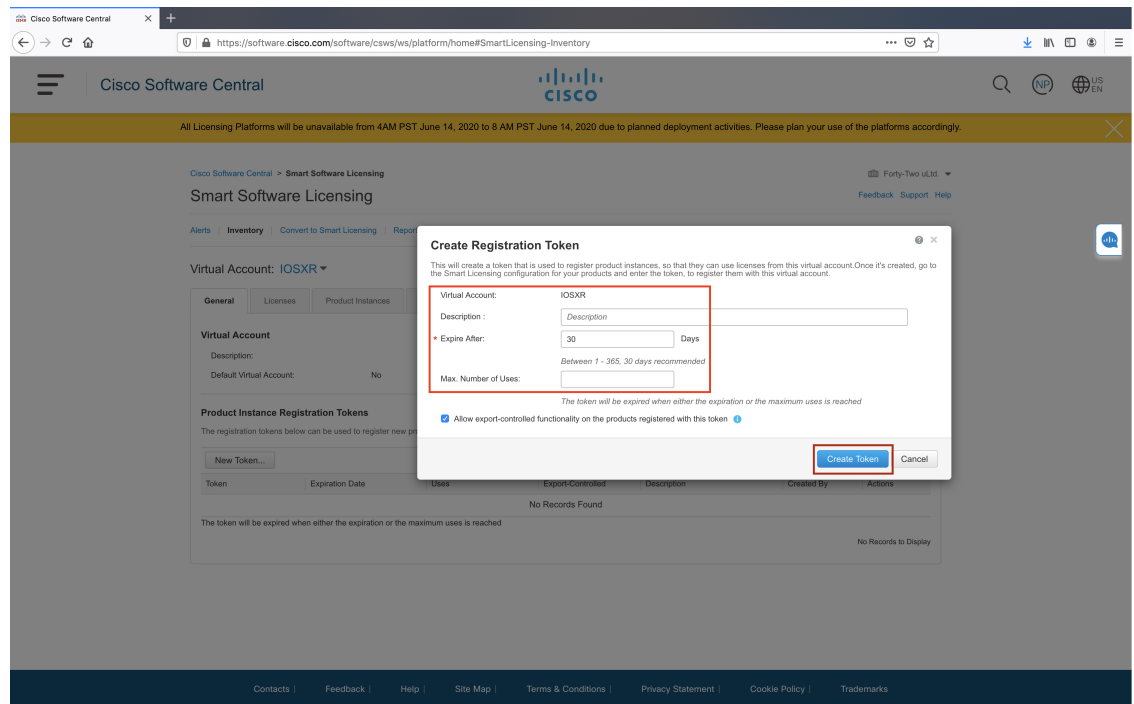 Cisco Software Central
https://software.cisco.com/software/csws/ws/platform/home#SmartLicensing-Inventory
Cisco Software Central
CISCO
NP
US
EN
All Licensing Platforms will be unavailable from 4AM PST June 14, 2020 to 8 AM PST June 14, 2020 due to planned deployment activities. Please plan your use of the platforms accordingly.
Cisco Software Central > Smart Software Licensing
Forty-Two uLtd.
Smart Software Licensing
Feedback Support Help
Alerts | Inventory | Convert to Smart Licensing | Repor
Virtual Account: IOSXR
General
Licenses
Product Instances
Virtual Account
Description:
Default Virtual Account: No
Product Instance Registration Tokens
The registration tokens below can be used to register new pr
New Token...
Create Registration Token
This will create a token that is used to register product instances, so that they can use licenses from this virtual account.Once it's created, go to
the Smart Licensing configuration for your products and enter the token, to register them with this virtual account.
Virtual Account: IOSXR
Description : Description
* Expire After: 30 Days
Between 1 - 365, 30 days recommended
Max. Number of Uses:
The token will be expired when either the expiration or the maximum uses is reached
Allow export-controlled functionality on the products registered with this token
Create Token
Cancel
Token Expiration Date Uses Export-Controlled Description Created By Actions
No Records Found
The token will be expired when either the expiration or the maximum uses is reached
No Records to Display
Contacts | Feedback | Help | Site Map | Terms & Conditions | Privacy Statement | Cookie Policy | Trademarks